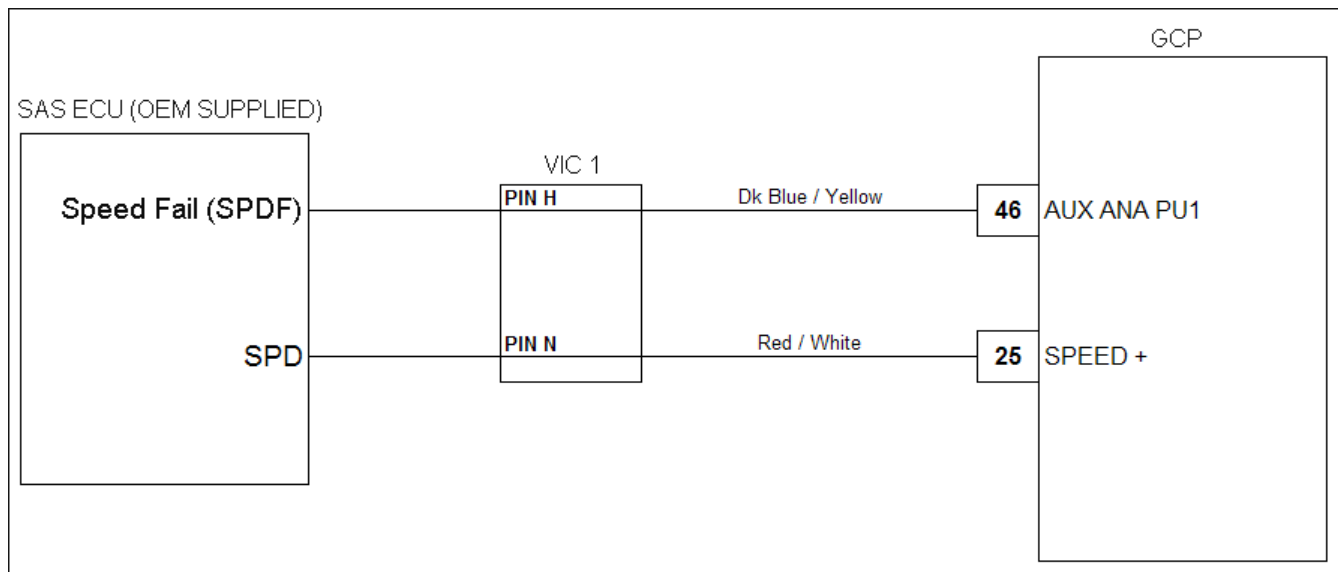 GCP
SAS ECU (OEM SUPPLIED)
VIC 1
Speed Fail (SPDF)
PIN H
Dk Blue / Yellow
46
AUX ANA PU1
SPD
PIN N
Red / White
25
SPEED +